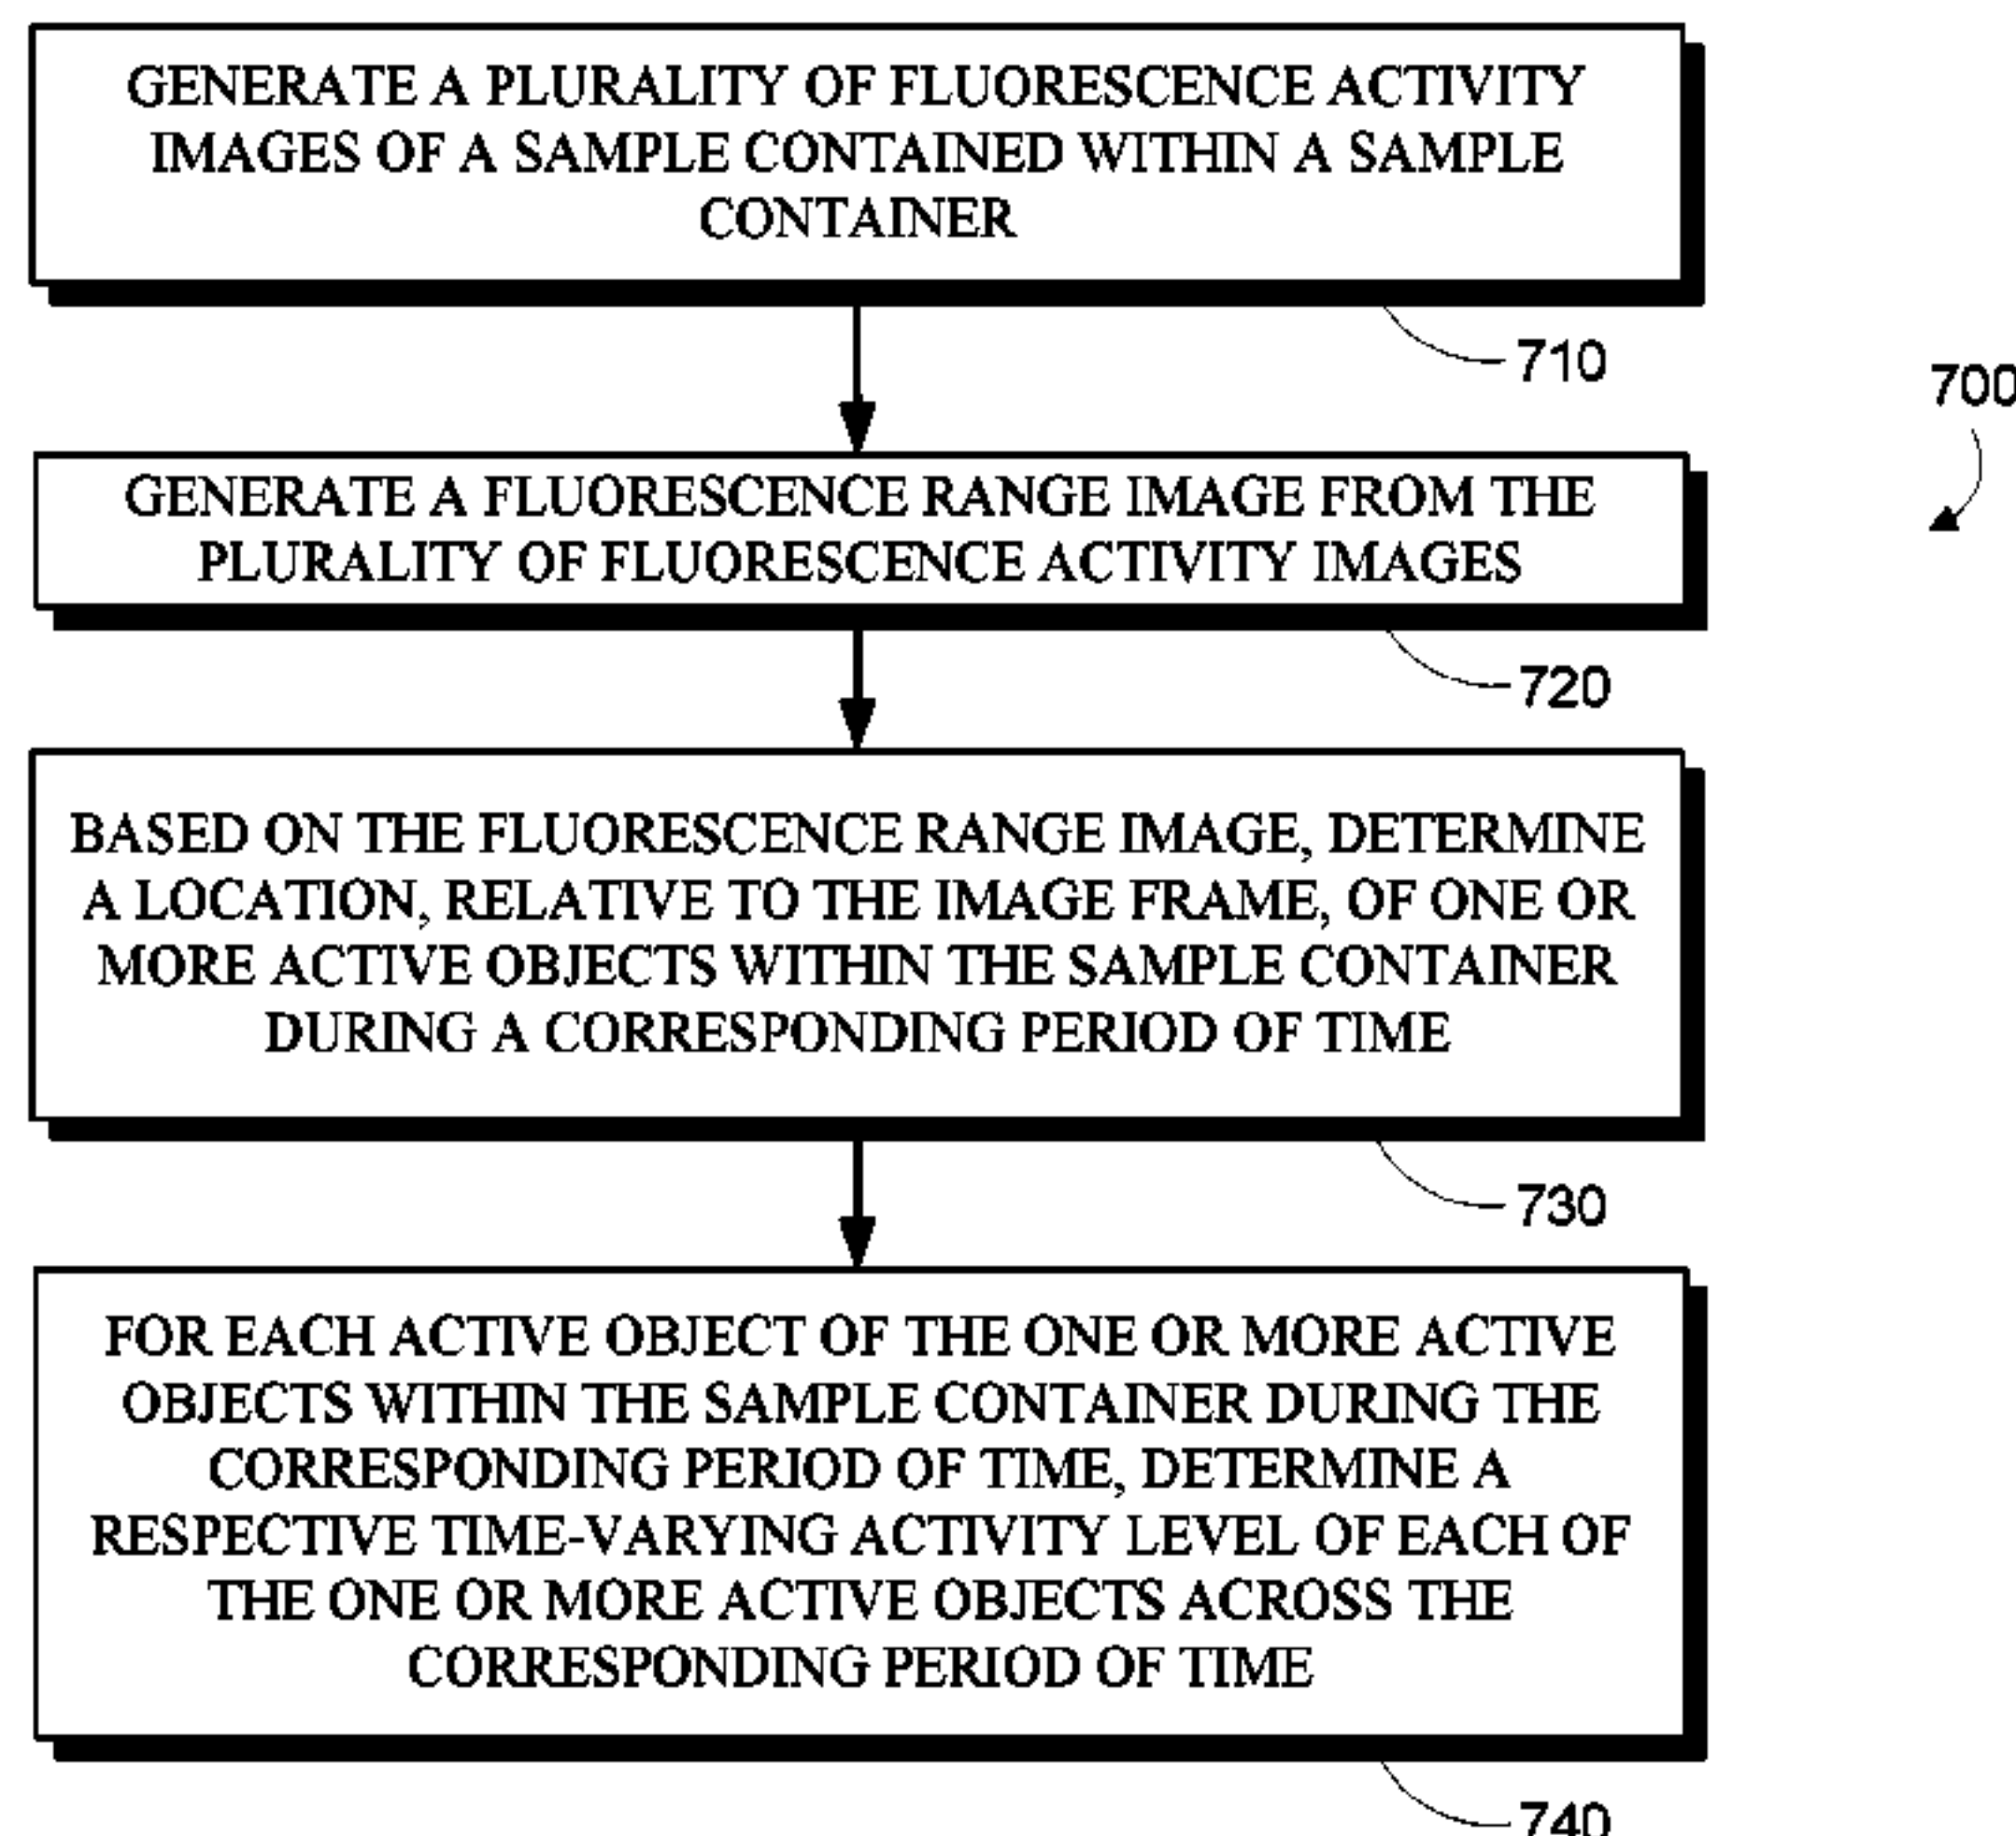 GENERATE A PLURALITY OF FLUORESCENCE ACTIVITY
IMAGES OF A SAMPLE CONTAINED WITHIN A SAMPLE
CONTAINER
710
700
GENERATE A FLUORESCENCE RANGE IMAGE FROM THE
PLURALITY OF FLUORESCENCE ACTIVITY IMAGES
720
BASED ON THE FLUORESCENCE RANGE IMAGE, DETERMINE
A LOCATION, RELATIVE TO THE IMAGE FRAME, OF ONE OR
MORE ACTIVE OBJECTS WITHIN THE SAMPLE CONTAINER
DURING A CORRESPONDING PERIOD OF TIME
730
FOR EACH ACTIVE OBJECT OF THE ONE OR MORE ACTIVE
OBJECTS WITHIN THE SAMPLE CONTAINER DURING THE
CORRESPONDING PERIOD OF TIME, DETERMINE A
RESPECTIVE TIME-VARYING ACTIVITY LEVEL OF EACH OF
THE ONE OR MORE ACTIVE OBJECTS ACROSS THE
CORRESPONDING PERIOD OF TIME
740